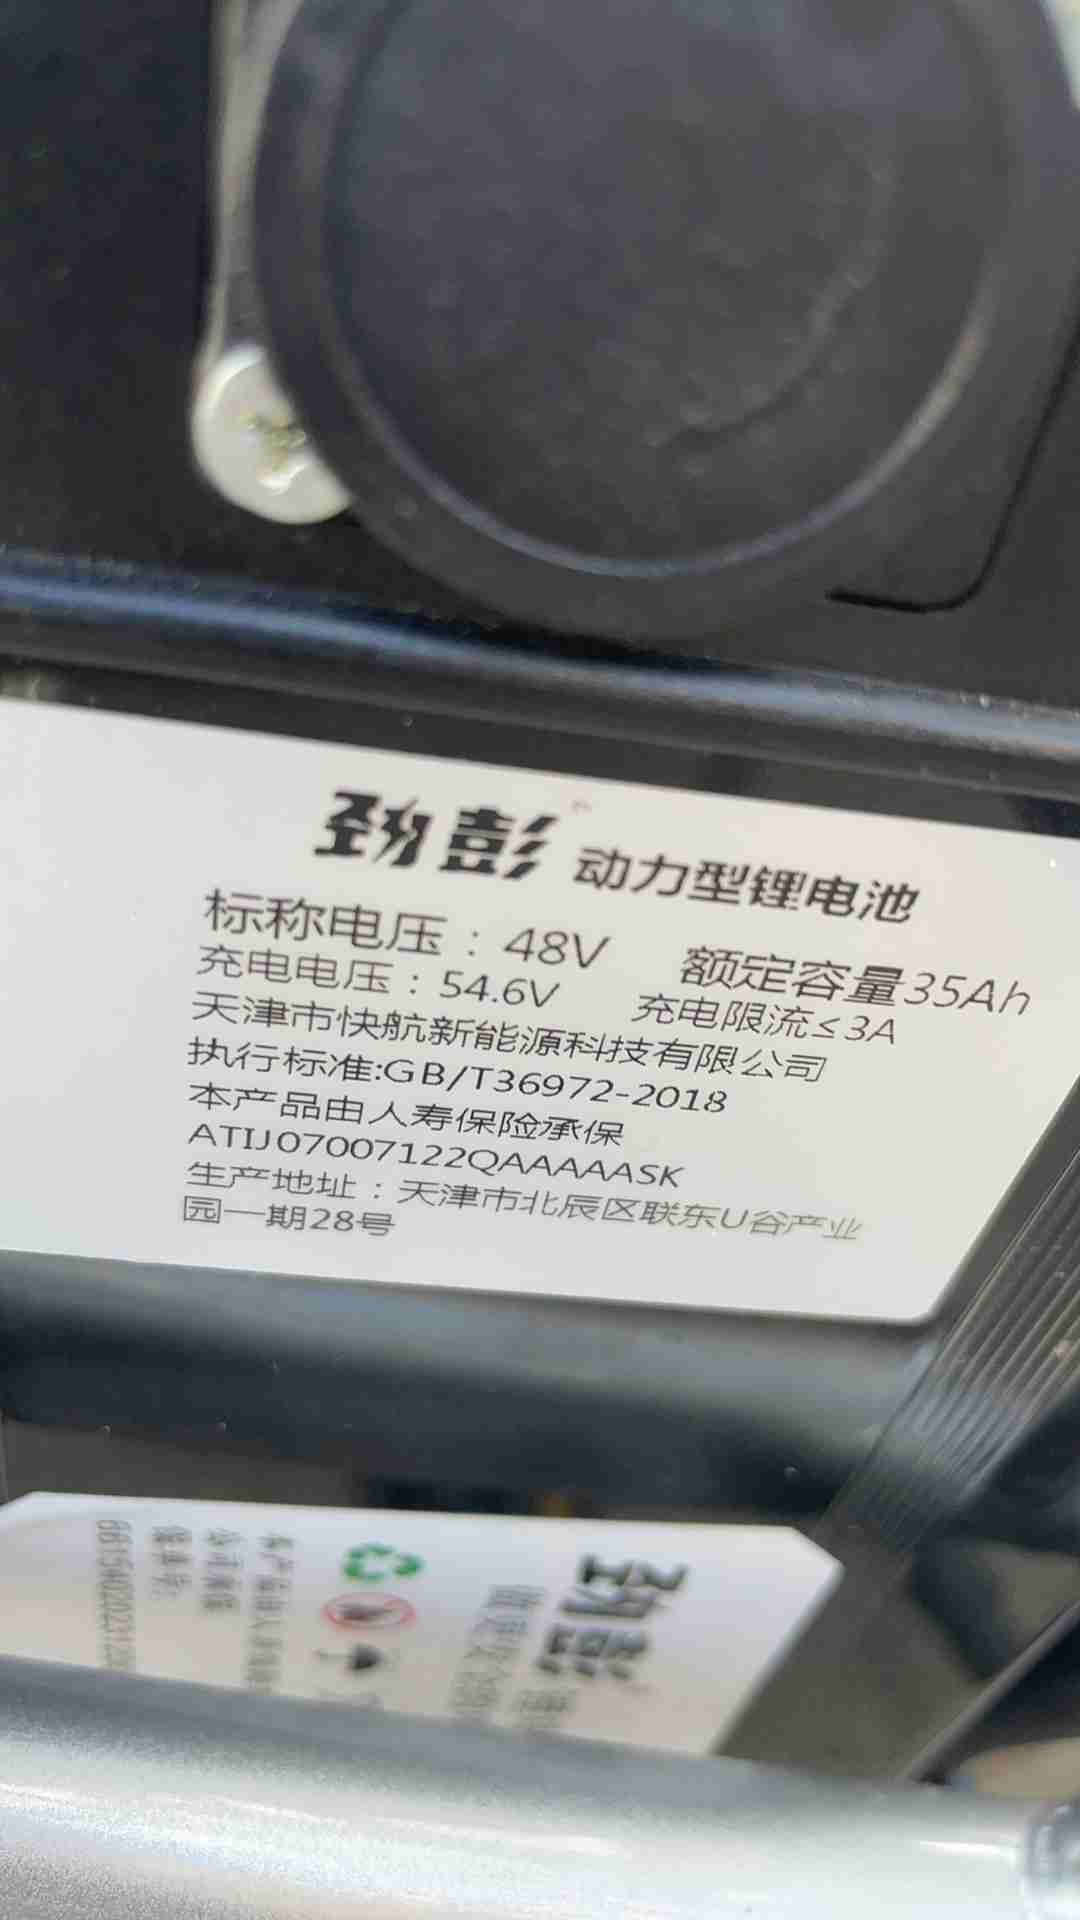 劲彭 动力型锂电池
标称电压：48V 额定容量35Ah
充电电压：54.6V 充电限流≤3A
天津市快航新能源科技有限公司
执行标准:GB/T36972-2018
本产品由人寿保险承保
ATIJ07007122QAAAAASK
生产地址：天津市北辰区联东U谷产业
园一期28号
劲彭